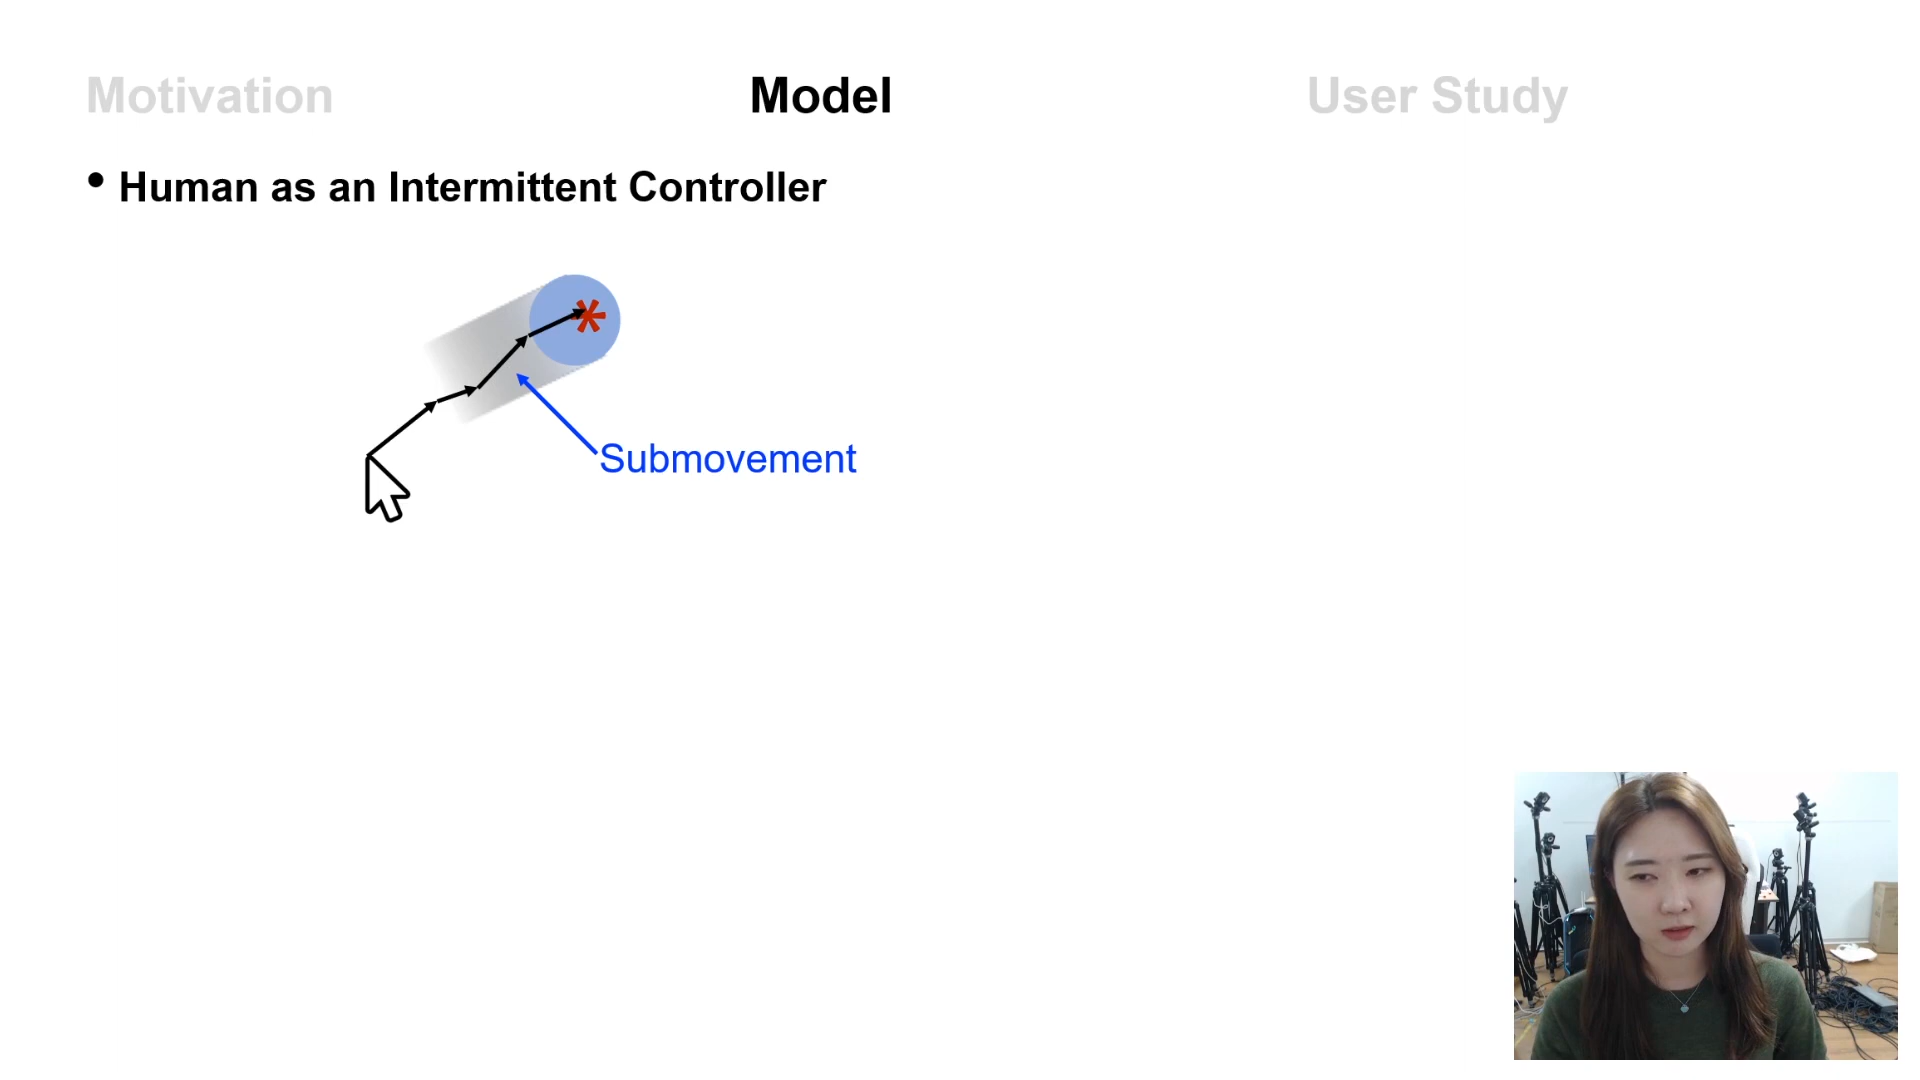 Motivation
Model
User Study
• Human as an Intermittent Controller
Submovement